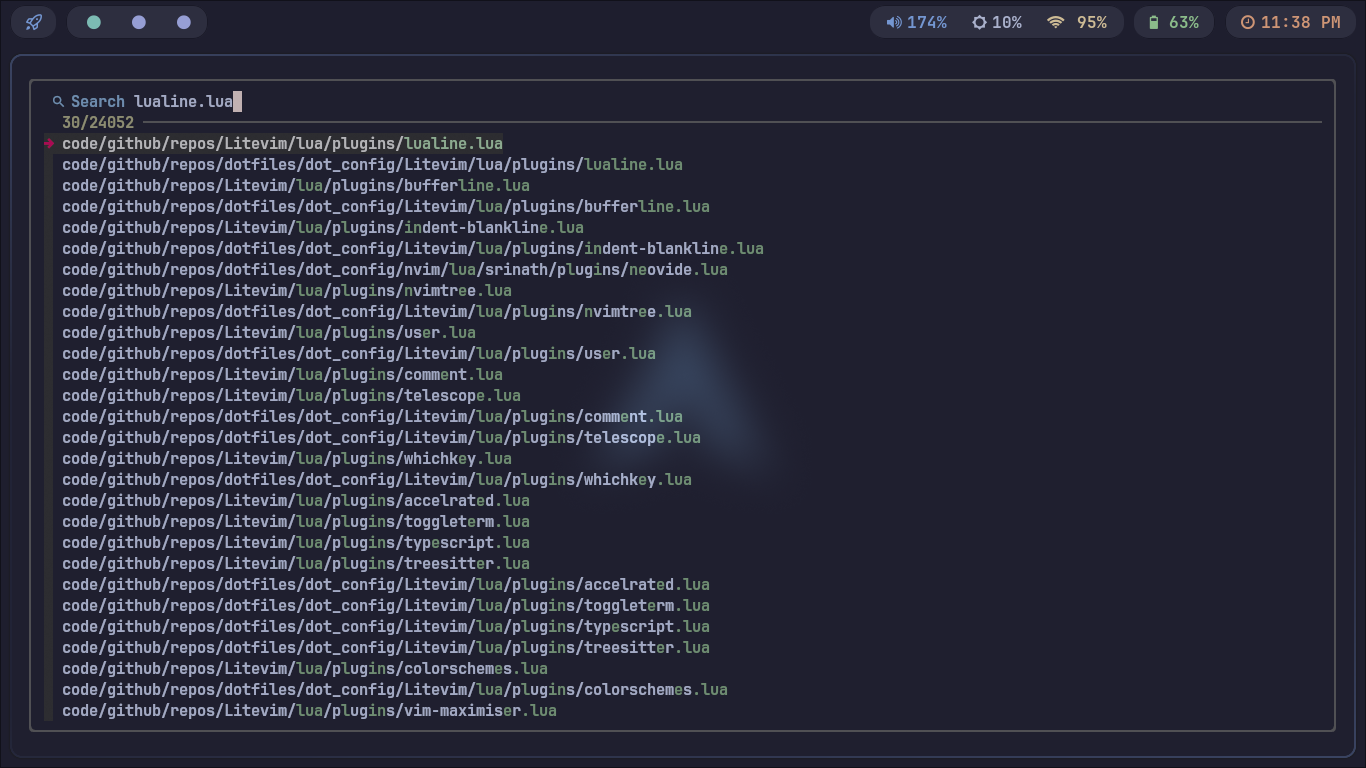 174% 10% 95% 63% 11:38 PM
Search lualine.lua
30/24052
code/github/repos/Litevim/lua/plugins/lualine.lua
code/github/repos/dotfiles/dot_config/Litevim/lua/plugins/lualine.lua
code/github/repos/Litevim/lua/plugins/bufferline.lua
code/github/repos/dotfiles/dot_config/Litevim/lua/plugins/bufferline.lua
code/github/repos/Litevim/lua/plugins/indent-blankline.lua
code/github/repos/dotfiles/dot_config/Litevim/lua/plugins/indent-blankline.lua
code/github/repos/dotfiles/dot_config/nvim/lua/srinath/plugins/neovide.lua
code/github/repos/Litevim/lua/plugins/nvimtree.lua
code/github/repos/dotfiles/dot_config/Litevim/lua/plugins/nvimtree.lua
code/github/repos/Litevim/lua/plugins/user.lua
code/github/repos/dotfiles/dot_config/Litevim/lua/plugins/user.lua
code/github/repos/Litevim/lua/plugins/comment.lua
code/github/repos/Litevim/lua/plugins/telescope.lua
code/github/repos/dotfiles/dot_config/Litevim/lua/plugins/comment.lua
code/github/repos/dotfiles/dot_config/Litevim/lua/plugins/telescope.lua
code/github/repos/Litevim/lua/plugins/whichkey.lua
code/github/repos/dotfiles/dot_config/Litevim/lua/plugins/whichkey.lua
code/github/repos/Litevim/lua/plugins/accelrated.lua
code/github/repos/Litevim/lua/plugins/toggleterm.lua
code/github/repos/Litevim/lua/plugins/typescript.lua
code/github/repos/Litevim/lua/plugins/treesitter.lua
code/github/repos/dotfiles/dot_config/Litevim/lua/plugins/accelrated.lua
code/github/repos/dotfiles/dot_config/Litevim/lua/plugins/toggleterm.lua
code/github/repos/dotfiles/dot_config/Litevim/lua/plugins/typescript.lua
code/github/repos/dotfiles/dot_config/Litevim/lua/plugins/treesitter.lua
code/github/repos/Litevim/lua/plugins/colorschemes.lua
code/github/repos/dotfiles/dot_config/Litevim/lua/plugins/colorschemes.lua
code/github/repos/Litevim/lua/plugins/vim-maximiser.lua